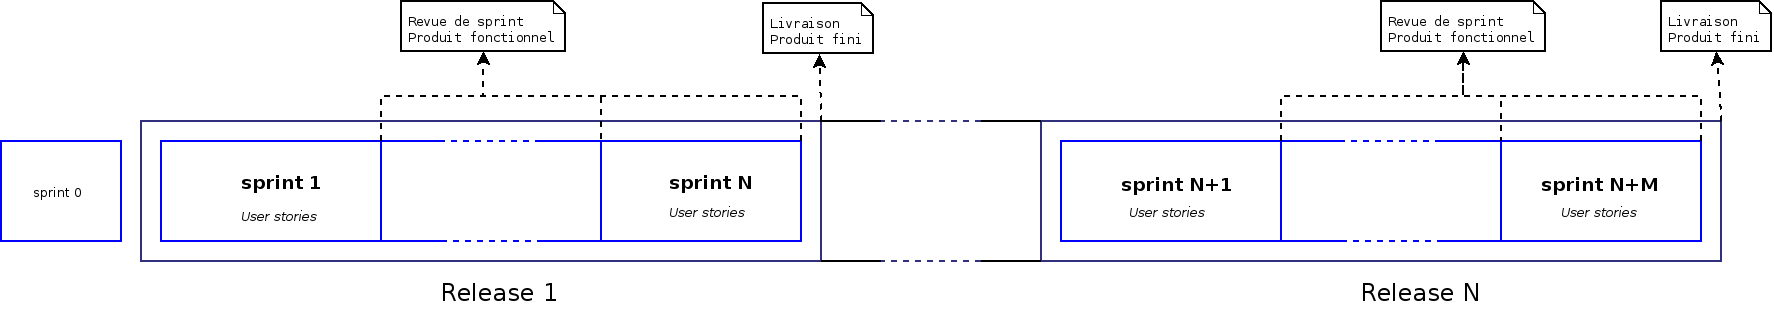 Revue de sprint
Produit fonctionnel
Livraison
Produit fini
Revue de sprint
Produit fonctionnel
Livraison
Produit fini
sprint 0
sprint 1
User stories
sprint N
User stories
sprint N+1
User stories
sprint N+M
User stories
Release 1
Release N